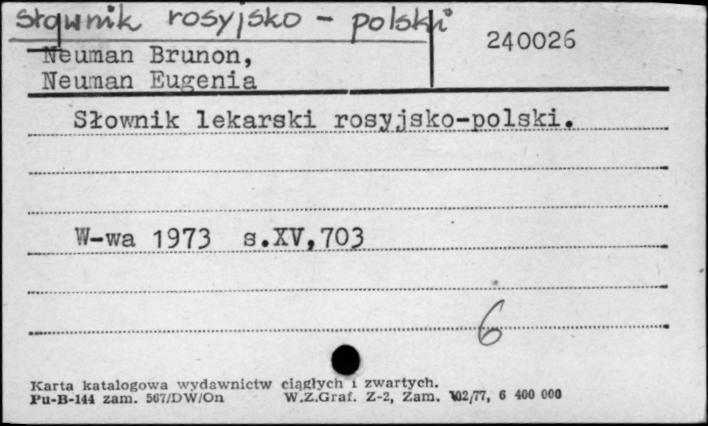 słownik rosyjsko - polski
240026
Neuman Brunon,
Neuman Eugenia
Słownik lekarski rosyjsko-polski.
W-wa 1973 s.XV,703
6
Karta katalogowa wydawnictw ciągłych i zwartych.
Pu-B-144 zam. 567/DW/On W.Z.Graf. Z-2, Zam. 102/77, 6 400 000